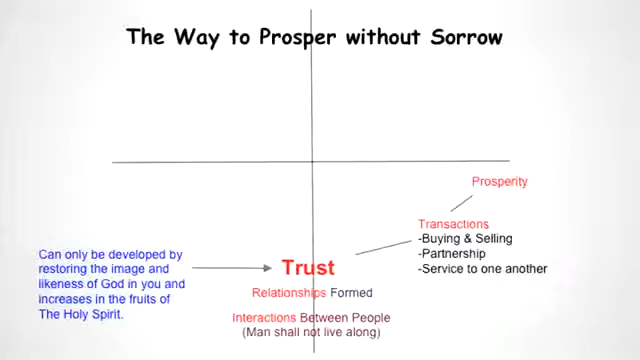 The Way to Prosper without Sorrow
Prosperity
Transactions
-Buying & Selling
-Partnership
-Service to one another
Can only be developed by
restoring the image and
likeness of God in you and
increases in the fruits of
The Holy Spirit.
Trust
Relationships Formed
Interactions Between People
(Man shall not live along)